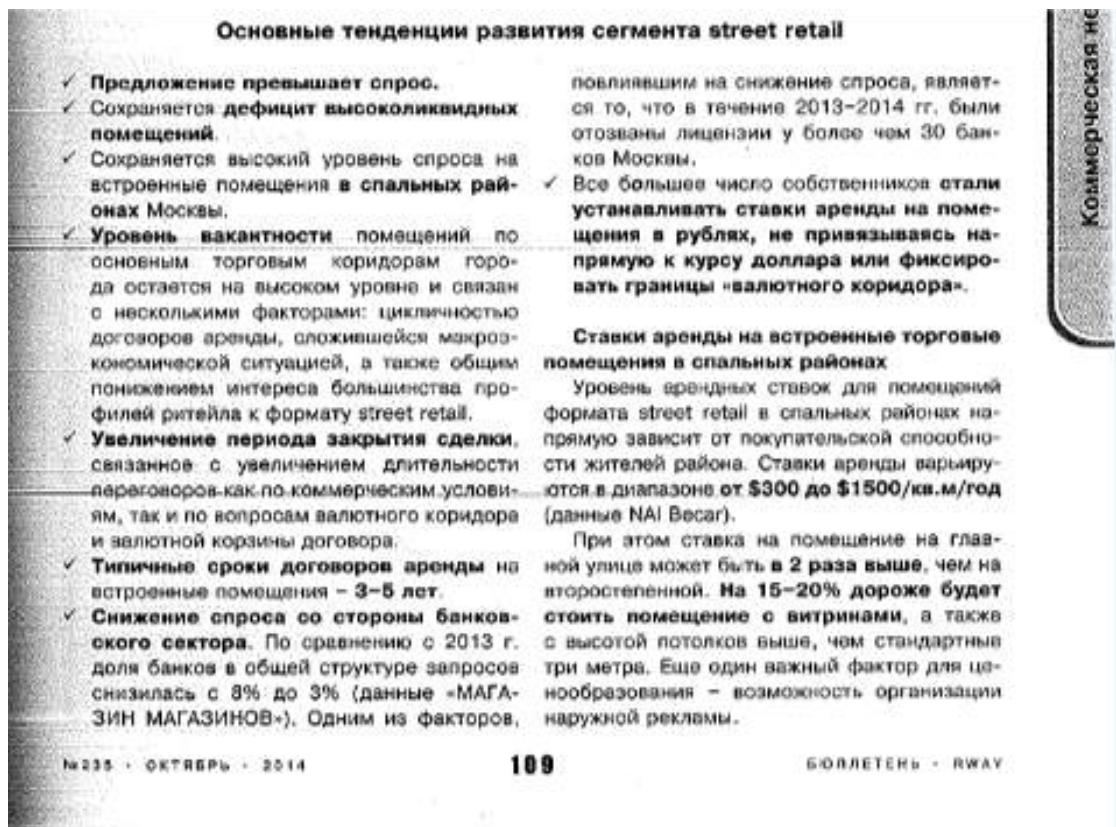 Основные тенденции развития сегмента street retail
✓ Предложение превышает спрос.
✓ Сохраняется дефицит высоколиквидных
помещений.
✓ Сохраняется высокий уровень спроса на
встроенные помещения в спальных рай-
онах Москвы.
✓ Уровень вакантности помещений по
основным торговым коридорам горо-
да остается на высоком уровне и связан
с несколькими факторами: цикличностью
договоров аренды, сложившейся макроэ-
кономической ситуацией, а также общим
понижением интереса большинства про-
филей ритейла к формату street retail.
✓ Увеличение периода закрытия сделки,
связанное с увеличением длительности
переговоров как по коммерческим услови-
ям, так и по вопросам валютного коридора
и валютной корзины договора.
✓ Типичные сроки договоров аренды на
встроенные помещения – 3–5 лет.
✓ Снижение спроса со стороны банков-
ского сектора. По сравнению с 2013 г.
доля банков в общей структуре запросов
снизилась с 8% до 3% (данные «МАГА-
ЗИН МАГАЗИНОВ»). Одним из факторов,
повлиявшим на снижение спроса, являет-
ся то, что в течение 2013–2014 гг. были
отозваны лицензии у более чем 30 бан-
ков Москвы.
✓ Все большее число собственников стали
устанавливать ставки аренды на поме-
щения в рублях, не привязываясь на-
прямую к курсу доллара или фиксиро-
вать границы «валютного коридора».
Ставки аренды на встроенные торговые
помещения в спальных районах
Уровень арендных ставок для помещений
формата street retail в спальных районах на-
прямую зависит от покупательской способно-
сти жителей района. Ставки аренды варьиру-
ются в диапазоне от $300 до $1500/кв.м/год
(данные NAI Becar).
При этом ставка на помещение на глав-
ной улице может быть в 2 раза выше, чем на
второстепенной. На 15–20% дороже будет
стоить помещение с витринами, а также
с высотой потолков выше, чем стандартные
три метра. Еще один важный фактор для це-
нообразования – возможность организации
наружной рекламы.
№235 • ОКТЯБРЬ • 2014
109
БЮЛЛЕТЕНЬ • RWAY
Коммерческая